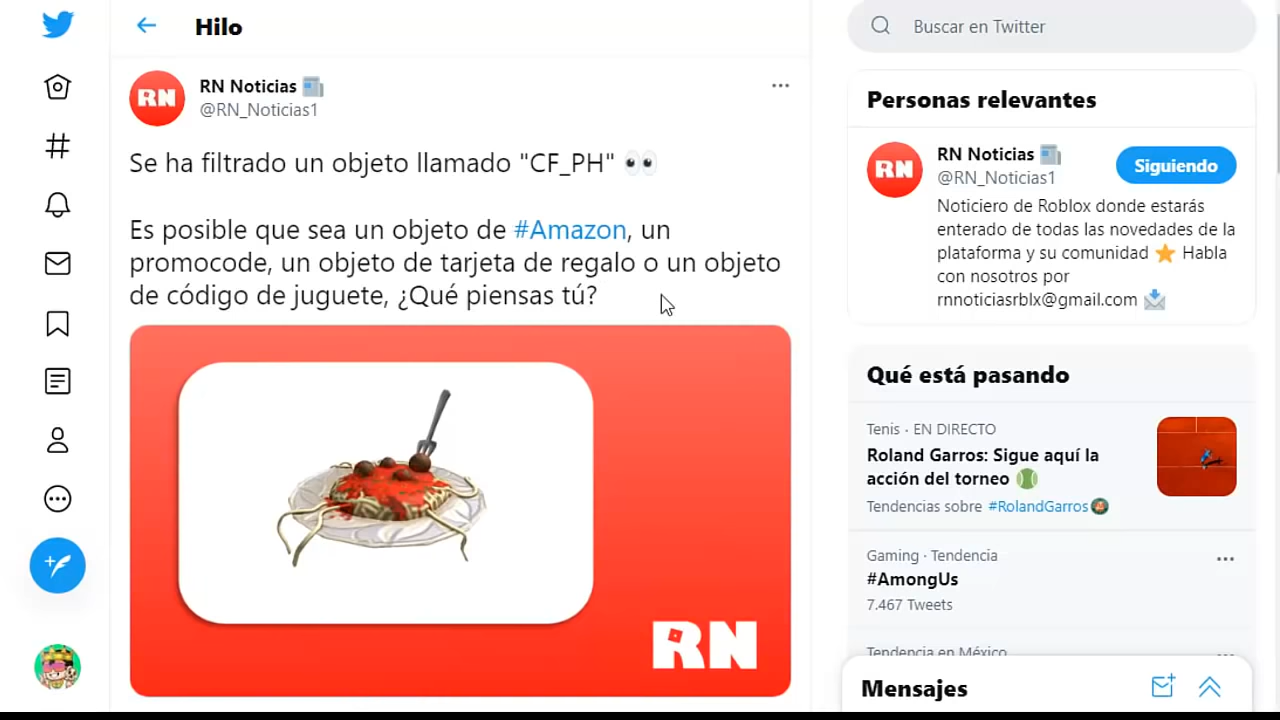 Hilo
RN
RN Noticias
@RN_Noticias1
Se ha filtrado un objeto llamado "CF_PH" 👀
Es posible que sea un objeto de #Amazon, un
promocode, un objeto de tarjeta de regalo o un objeto
de código de juguete, ¿Qué piensas tú?
RN
Buscar en Twitter
Personas relevantes
RN
RN Noticias
@RN_Noticias1
Siguiendo
Noticiero de Roblox donde estarás
enterado de todas las novedades de la
plataforma y su comunidad ⭐ Habla
con nosotros por
rnnoticiasrblx@gmail.com 📩
Qué está pasando
Tenis · EN DIRECTO
Roland Garros: Sigue aquí la
acción del torneo 🎾
Tendencias sobre #RolandGarros
Gaming · Tendencia
#AmongUs
7.467 Tweets
Tendencia en México
Mensajes